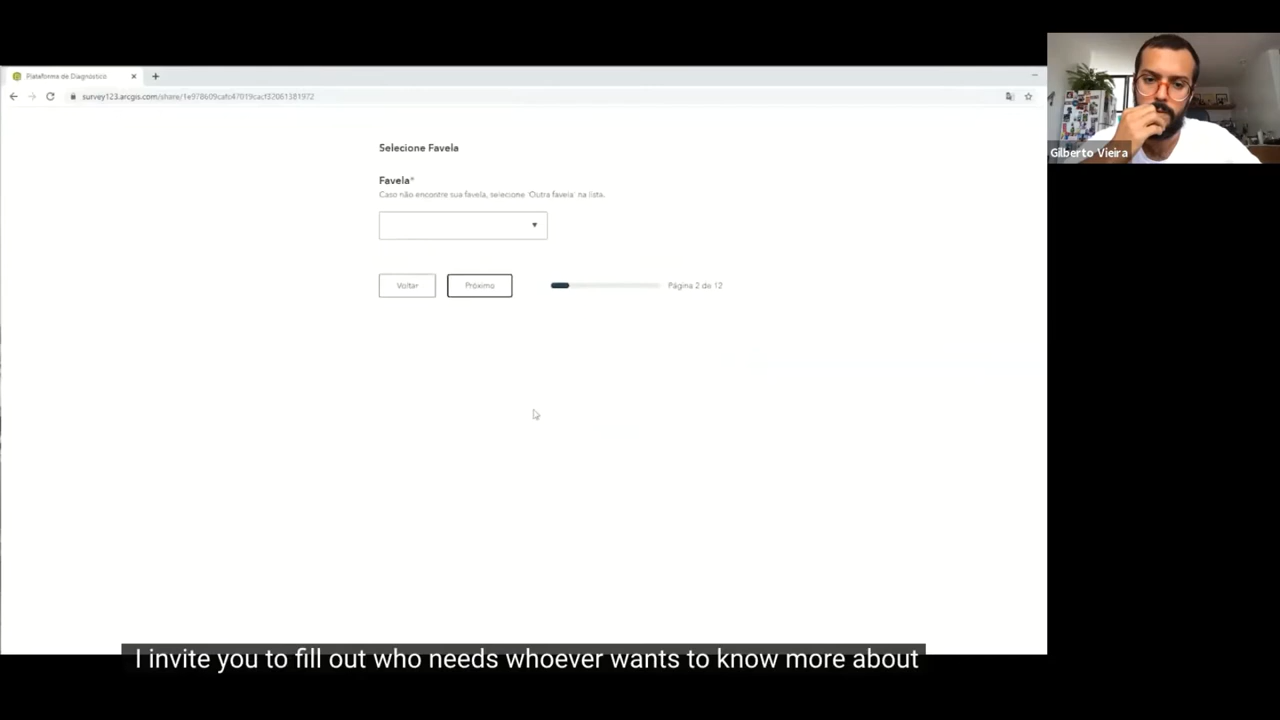 Plataforma de Diagnóstico
survey123.arcgis.com/share/1e978609cafc47019cacf32061381972
Gilberto Vieira
Selecione Favela
Favela*
Caso não encontre sua favela, selecione 'Outra favela' na lista.
Voltar
Próximo
Página 2 de 12
I invite you to fill out who needs whoever wants to know more about